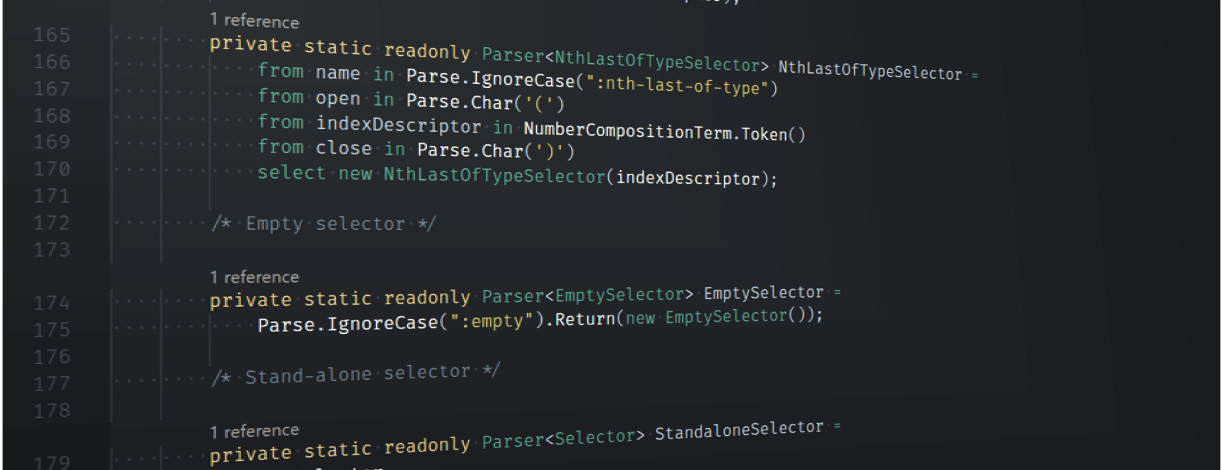 1 reference
165 private static readonly Parser<NthLastOfTypeSelector> NthLastOfTypeSelector =
166 from name in Parse.IgnoreCase(":nth-last-of-type")
167 from open in Parse.Char('(')
168 from indexDescriptor in NumberCompositionTerm.Token()
169 from close in Parse.Char(')')
170 select new NthLastOfTypeSelector(indexDescriptor);
171
172 /* Empty selector */
173
1 reference
174 private static readonly Parser<EmptySelector> EmptySelector =
175 Parse.IgnoreCase(":empty").Return(new EmptySelector());
176
177 /* Stand-alone selector */
178
1 reference
179 private static readonly Parser<Selector> StandaloneSelector =